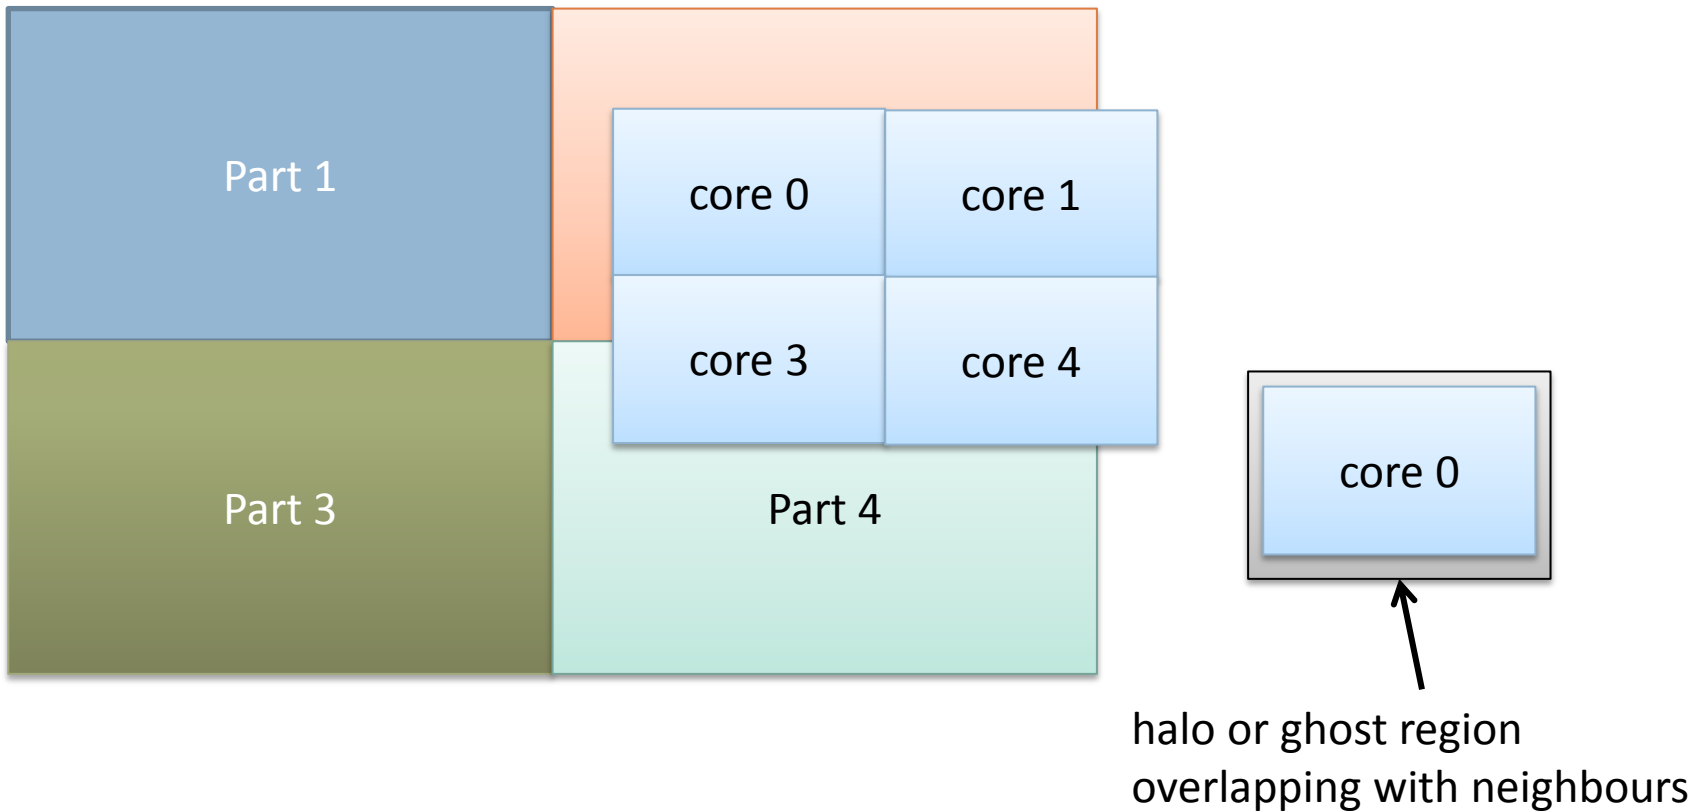 Part 1
core 0
core 1
core 3
core 4
Part 3
Part 4
core 0
halo or ghost region
overlapping with neighbours